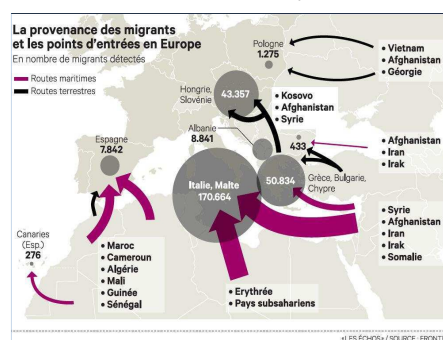 La provenance des migrants
et les points d'entrées en Europe
En nombre de migrants détectés
Routes maritimes
Routes terrestres
Pologne
1.275
• Vietnam
• Afghanistan
• Géorgie
Hongrie,
Slovénie
43.357
• Kosovo
• Afghanistan
• Syrie
Espagne
7.842
Albanie
8.841
433
• Afghanistan
• Iran
• Irak
Italie, Malte
170.664
50.834
Grèce, Bulgarie,
Chypre
Canaries
(Esp.)
276
• Maroc
• Cameroun
• Algérie
• Mali
• Guinée
• Sénégal
• Syrie
• Afghanistan
• Iran
• Irak
• Somalie
• Erythrée
• Pays subsahariens
«LES ÉCHOS» / SOURCE : FRONT